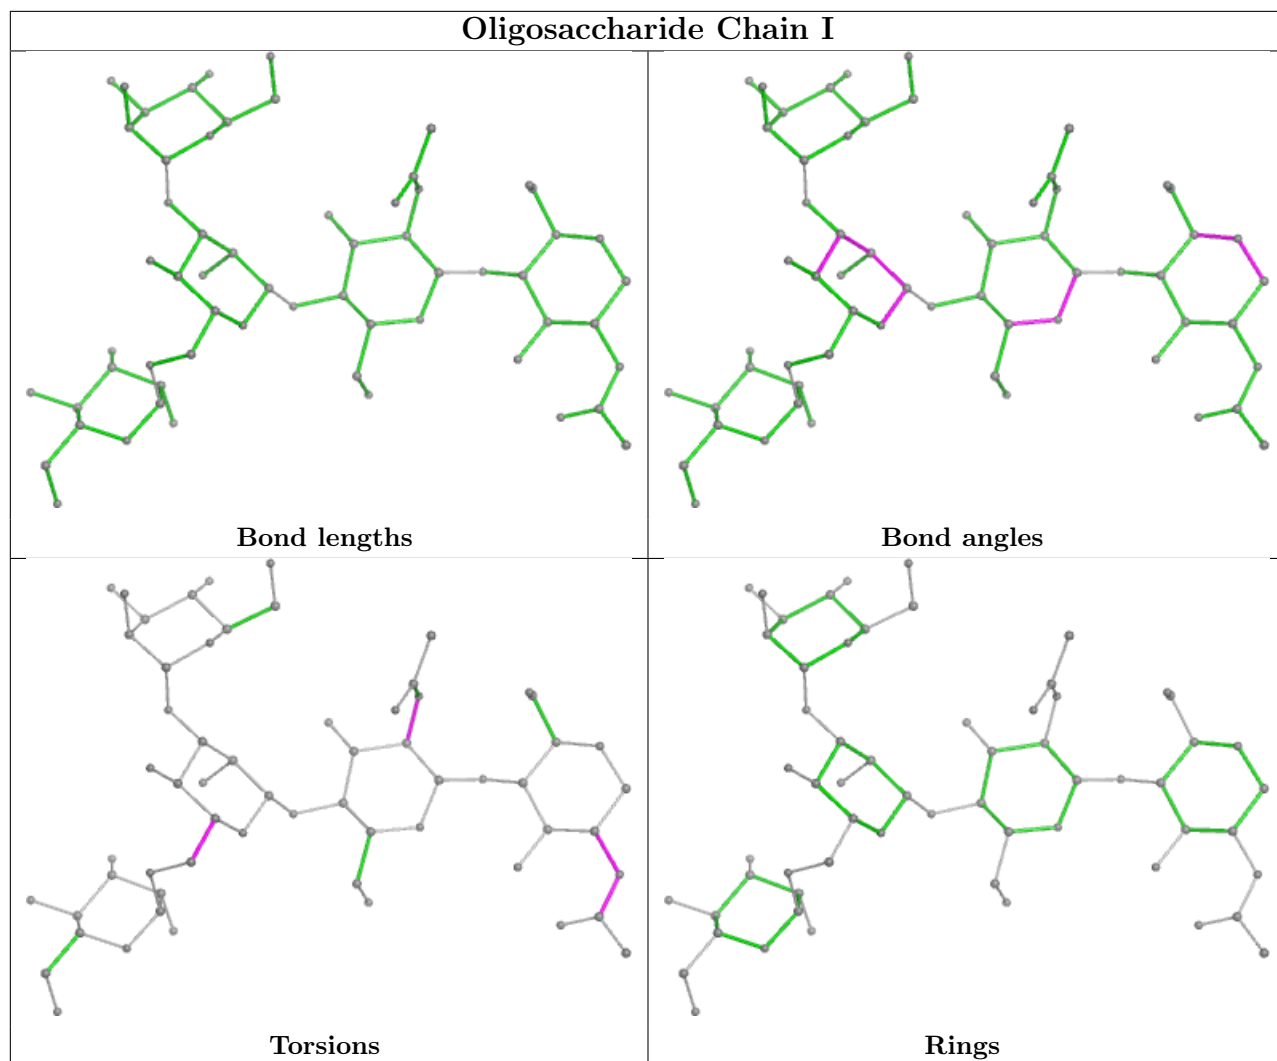 Oligosaccharide Chain I
Bond lengths
Bond angles
Torsions
Rings